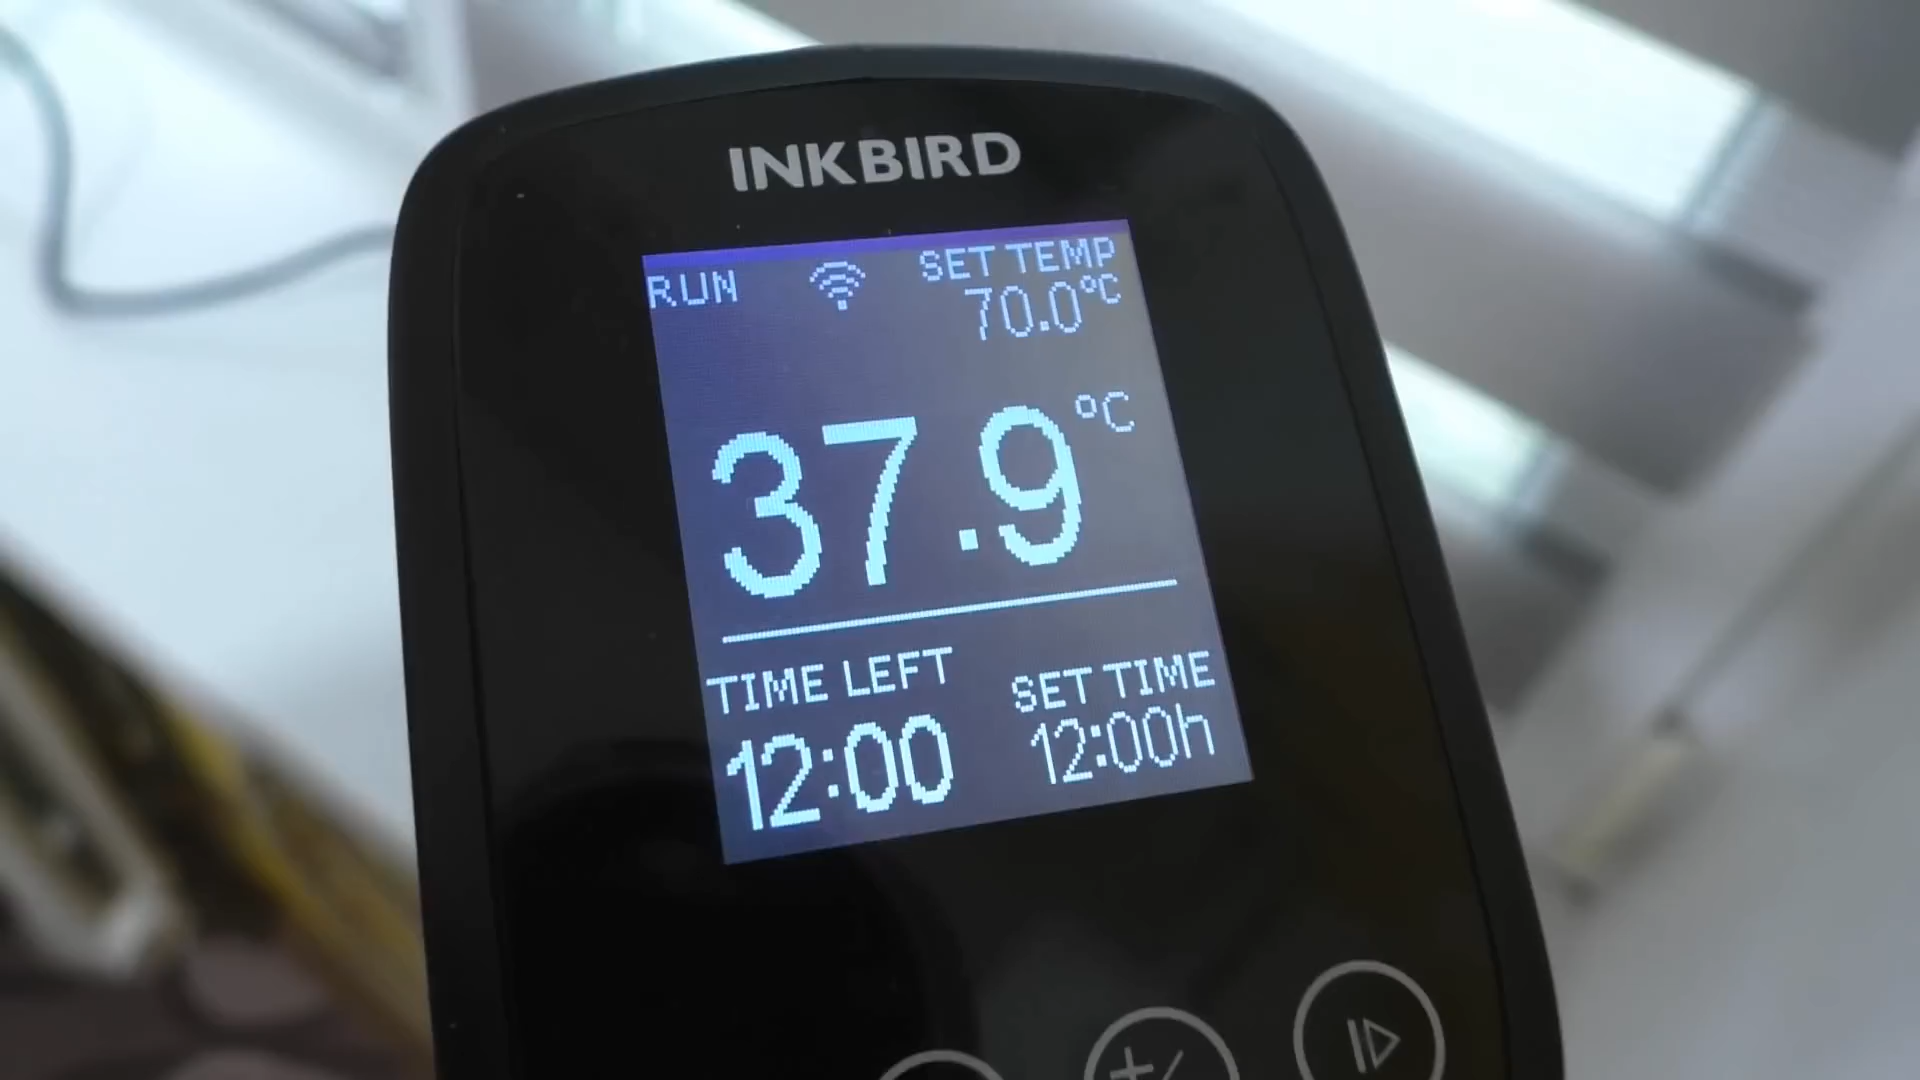 INKBIRD
RUN
SET TEMP
70.0°C
37.9°C
TIME LEFT
12:00
SET TIME
12:00h